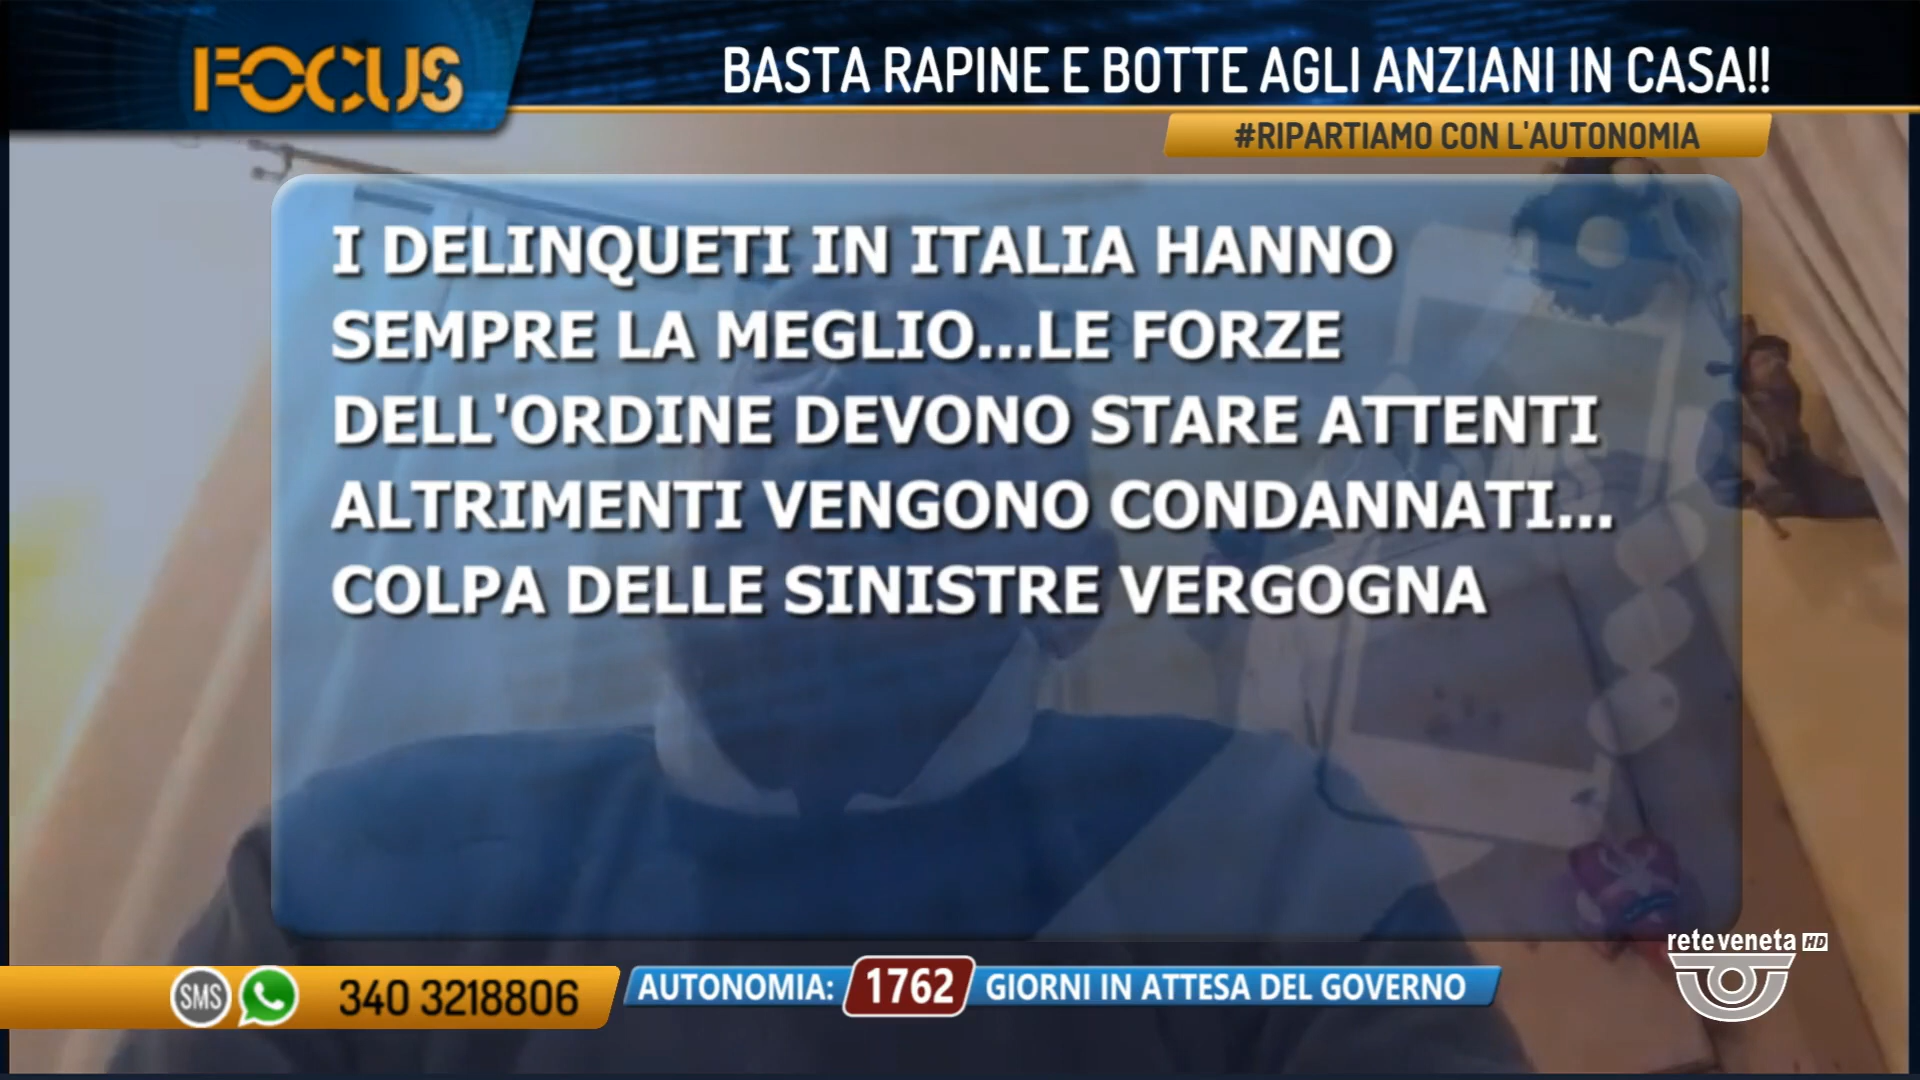 FOCUS
BASTA RAPINE E BOTTE AGLI ANZIANI IN CASA!!
#RIPARTIAMO CON L'AUTONOMIA
I DELINQUETI IN ITALIA HANNO
SEMPRE LA MEGLIO...LE FORZE
DELL'ORDINE DEVONO STARE ATTENTI
ALTRIMENTI VENGONO CONDANNATI...
COLPA DELLE SINISTRE VERGOGNA
reteveneta HD
SMS
340 3218806
AUTONOMIA: 1762 GIORNI IN ATTESA DEL GOVERNO